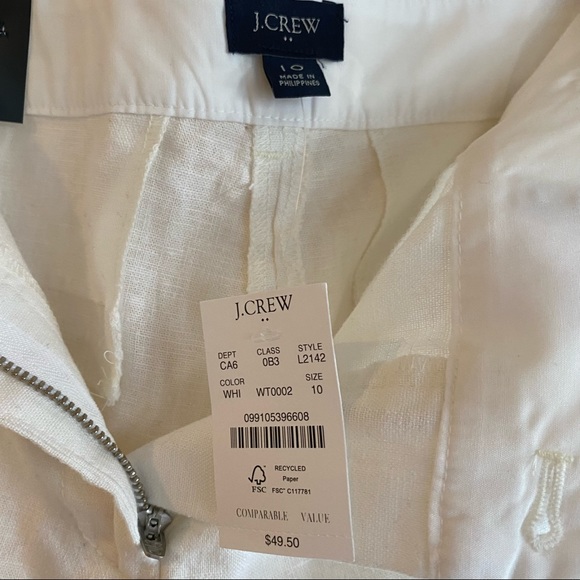 J.CREW
10
MADE IN
PHILIPPINES
J.CREW
DEPT CLASS STYLE
CA6 0B3 L2142
COLOR SIZE
WHI WT0002 10
099105396608
RECYCLED
Paper
FSC FSC® C117781
COMPARABLE VALUE
$49.50